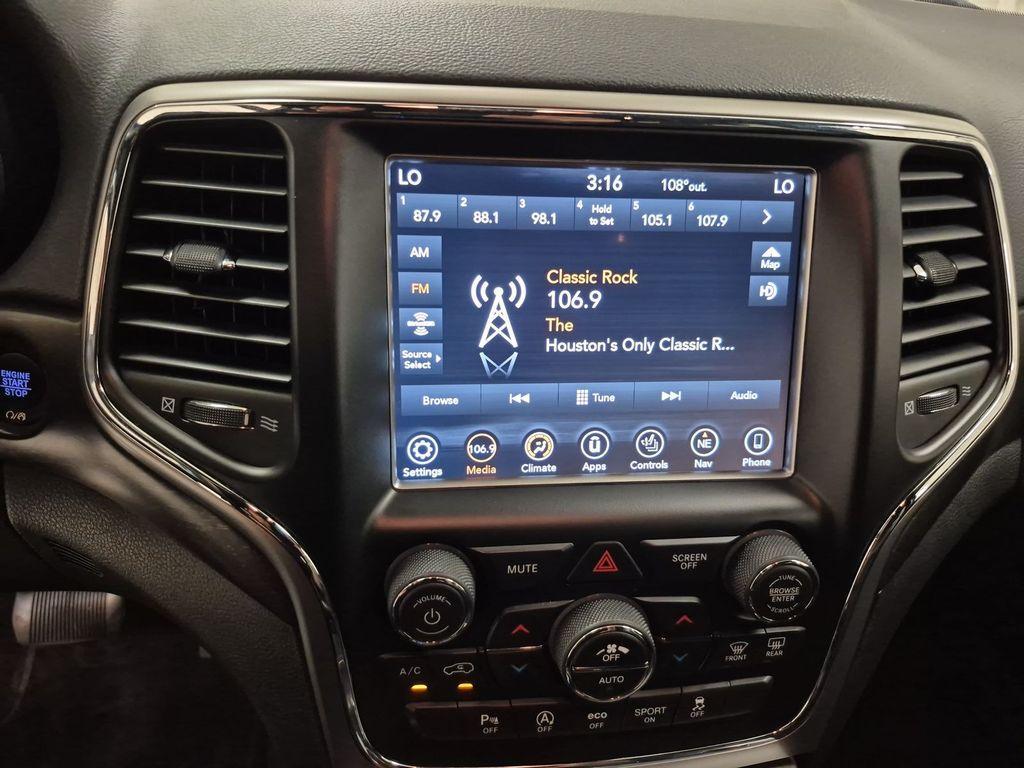 LO 3:16 108°out. LO
1 87.9 2 88.1 3 98.1 4 Hold to Set 5 105.1 6 107.9
AM
Map
Classic Rock
FM
106.9
HD
The
Houston's Only Classic R...
Source Select
Browse Tune Audio
106.9 NE
Settings Media Climate Apps Controls Nav Phone
ENGINE
START
STOP
MUTE
SCREEN
OFF
VOLUME
TUNE
BROWSE
ENTER
SCROLL
OFF
AUTO
A/C
FRONT
REAR
P OFF
A OFF
eco OFF
SPORT ON
OFF